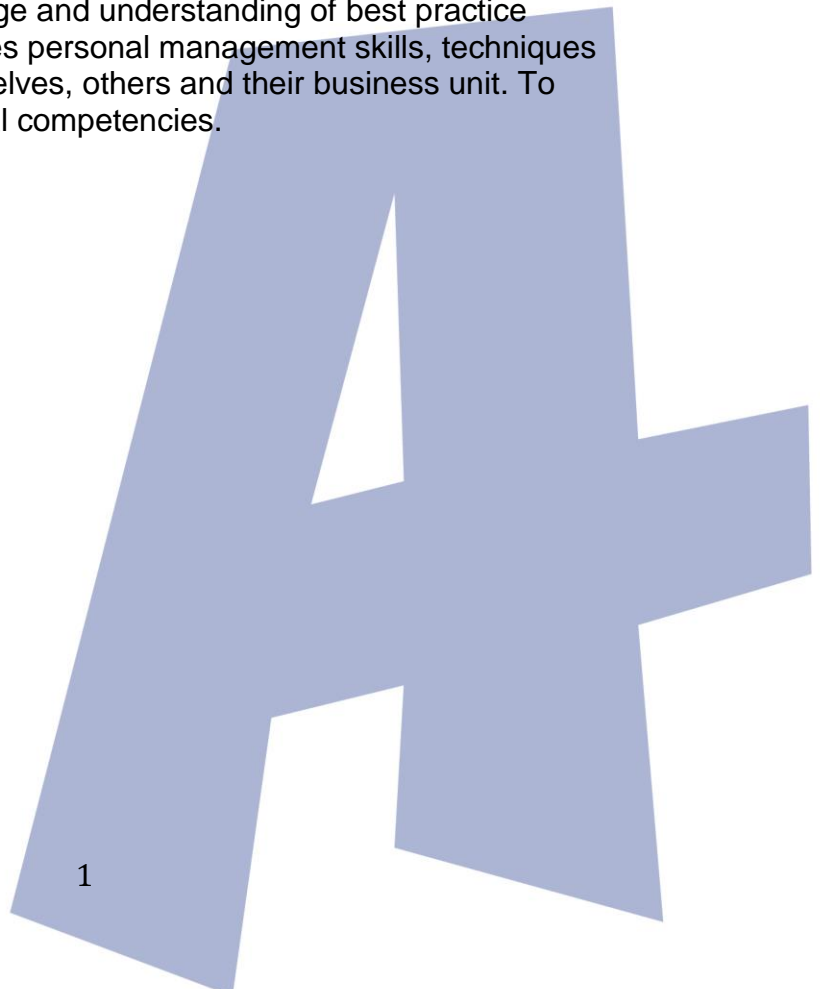 ge and understanding of best practice
es personal management skills, techniques
elves, others and their business unit. To
l competencies.
A+
1